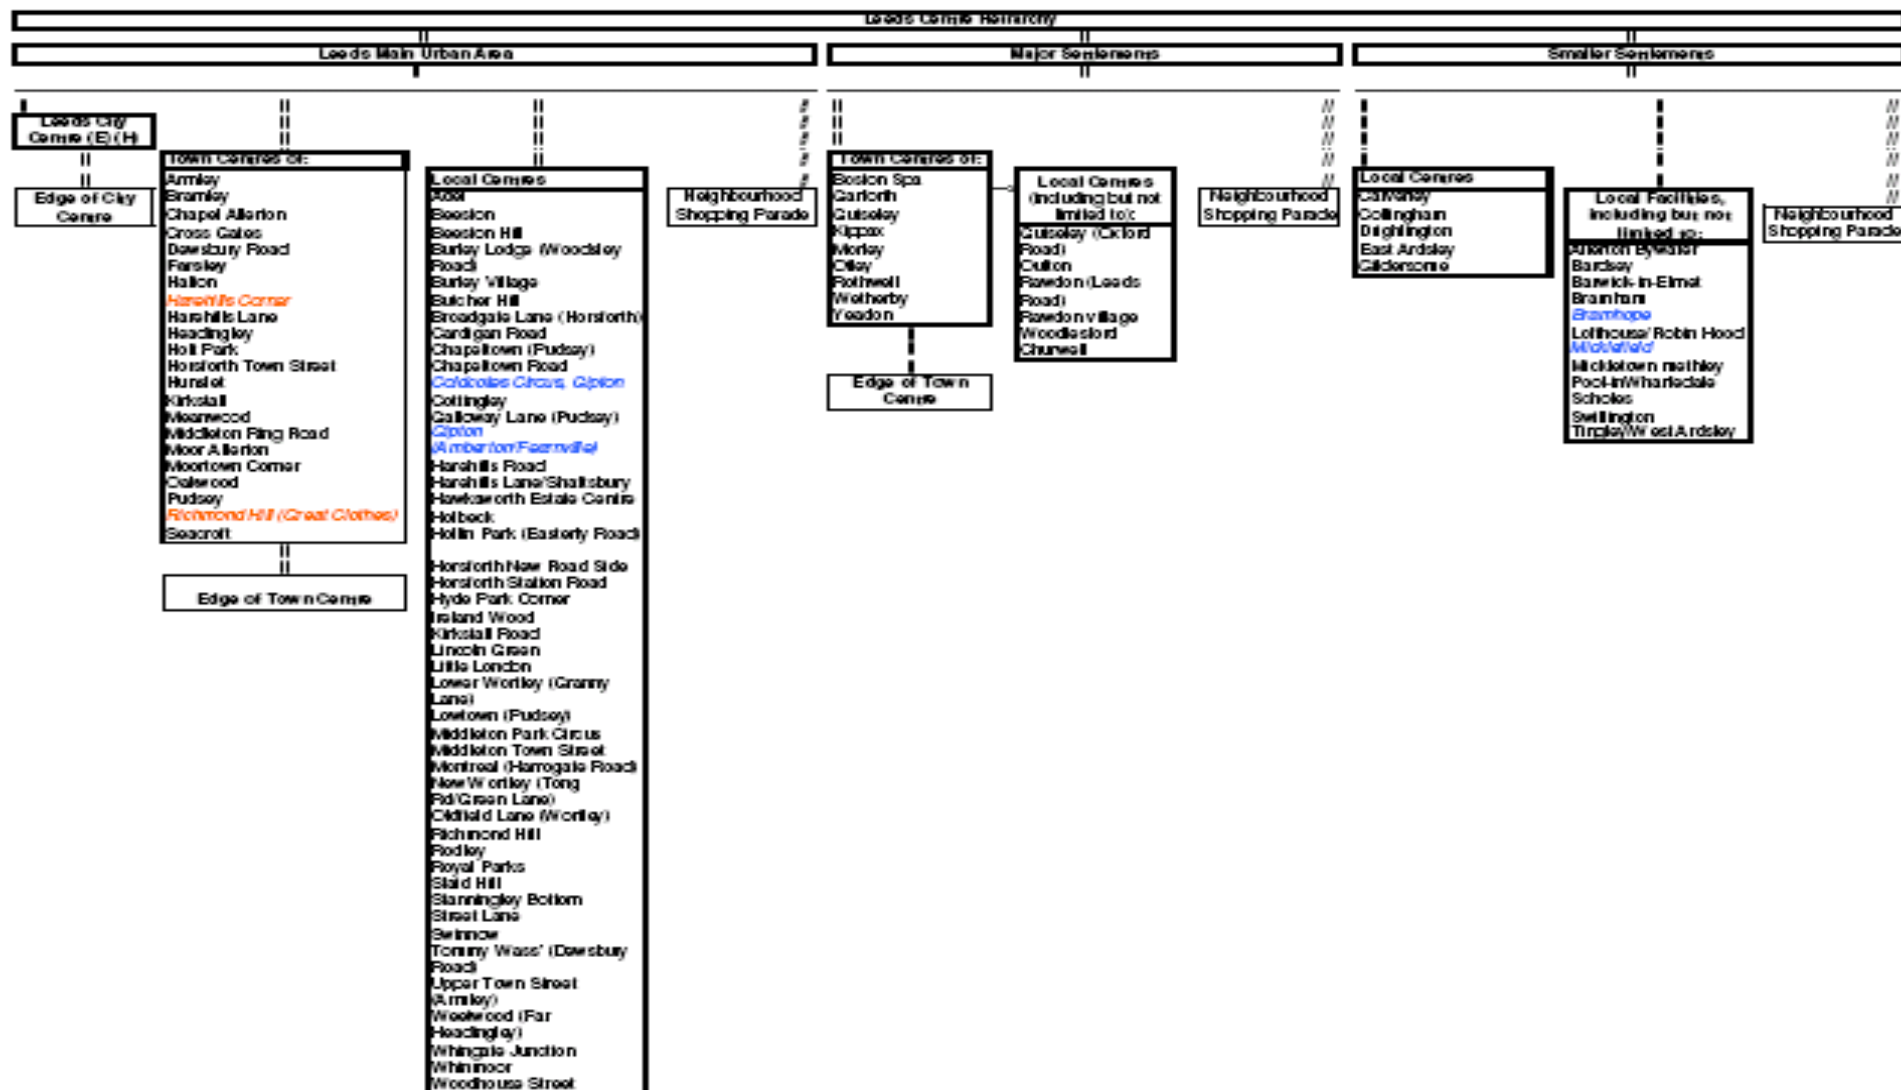 Leeds Centre Heirarchy
Leeds Main Urban Area
Major Settlements
Smaller Settlements
Leeds City
Centre (E) (H)
Edge of City
Centre
Town Centres of:
Armley
Bramley
Chapel Allerton
Cross Gates
Dewsbury Road
Farsley
Halton
Harehills Corner
Harehills Lane
Headingley
Holt Park
Horsforth Town Street
Hunslet
Kirkstall
Meanwood
Middleton Ring Road
Moor Allerton
Moortown Corner
Oakwood
Pudsey
Richmond Hill (Great Clothes)
Seacroft
Edge of Town Centre
Local Centres
Adel
Beeston
Beeston Hill
Burley Lodge (Woodsley
Road)
Burley Village
Butcher Hill
Broadgate Lane (Horsforth)
Cardigan Road
Chapeltown (Pudsey)
Chapeltown Road
Coldcotes Circus, Gipton
Cottingley
Galloway Lane (Pudsey)
Gipton
(Amberton/Fearnville)
Harehills Road
Harehills Lane/Shaftsbury
Hawksworth Estate Centre
Holbeck
Hollin Park (Easterly Road)
Horsforth New Road Side
Horsforth Station Road
Hyde Park Corner
Ireland Wood
Kirkstall Road
Lincoln Green
Little London
Lower Wortley (Granny
Lane)
Lowtown (Pudsey)
Middleton Park Circus
Middleton Town Street
Montreal (Harrogate Road)
New Wortley (Tong
Rd/Green Lane)
Oldfield Lane (Wortley)
Richmond Hill
Rodley
Royal Parks
Slaid Hill
Stanningley Bottom
Street Lane
Swinnow
Tommy Wass' (Dewsbury
Road)
Upper Town Street
(Armley)
Weetwood (Far
Headingley)
Whingate Junction
Whinmoor
Woodhouse Street
Neighbourhood
Shopping Parade
Town Centres of:
Boston Spa
Garforth
Guiseley
Kippax
Morley
Otley
Rothwell
Wetherby
Yeadon
Edge of Town
Centre
Local Centres
(including but not
limited to):
Guiseley (Oxford
Road)
Oulton
Rawdon (Leeds
Road)
Rawdon village
Woodlesford
Churwell
Neighbourhood
Shopping Parade
Local Centres
Calverley
Collingham
Drighlington
East Ardsley
Gildersome
Local Facilities,
including but not
limited to:
Allerton Bywater
Bardsey
Barwick-in-Elmet
Bramham
Bramhope
Lofthouse/Robin Hood
Micklefield
Mickletown methley
Pool-in-Wharfedale
Scholes
Swillington
Tingley/West Ardsley
Neighbourhood
Shopping Parade